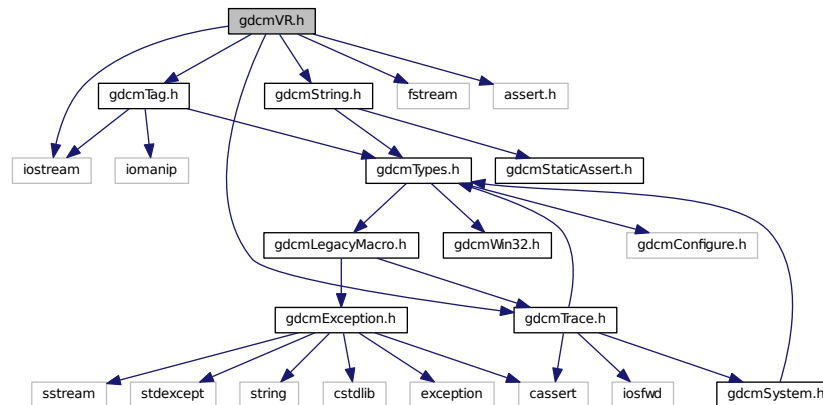 gdcmVR.h
gdcmTag.h
gdcmString.h
fstream
assert.h
iostream
iomanip
gdcmTypes.h
gdcmStaticAssert.h
gdcmLegacyMacro.h
gdcmWin32.h
gdcmConfigure.h
gdcmException.h
gdcmTrace.h
sstream
stdexcept
string
cstdlib
exception
cassert
iosfwd
gdcmSystem.h